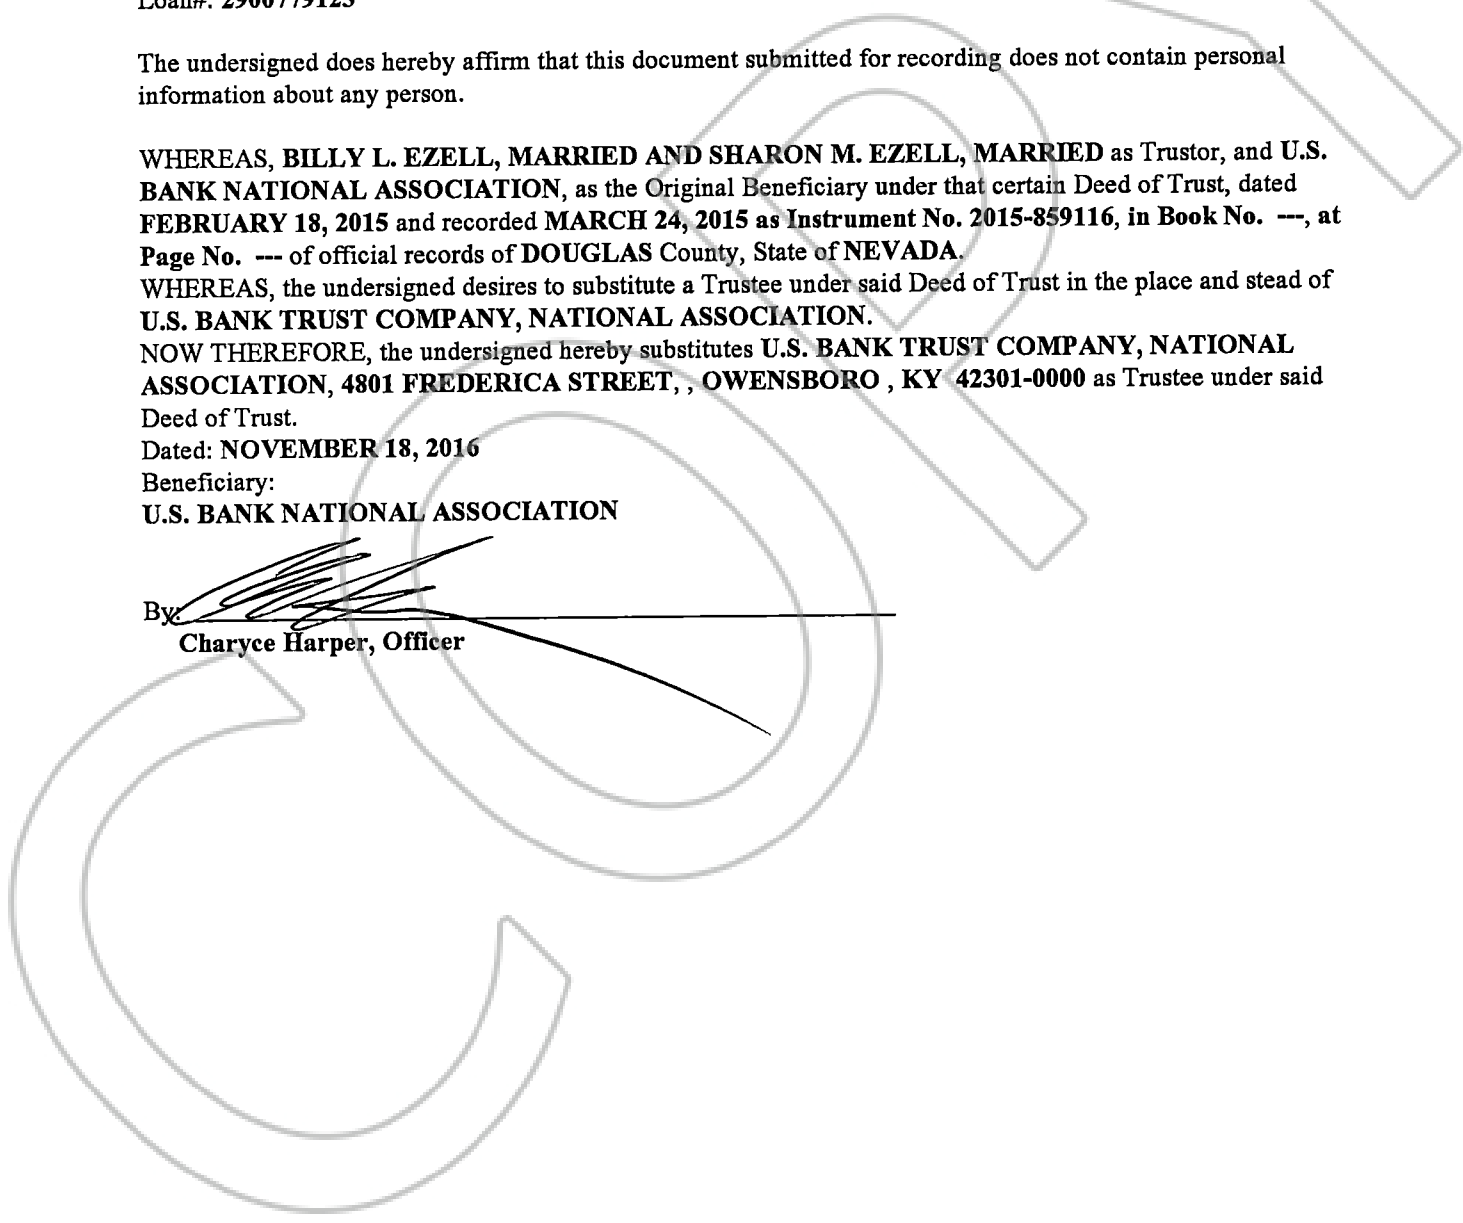 Loan#: 2900779123
The undersigned does hereby affirm that this document submitted for recording does not contain personal
information about any person.
WHEREAS, BILLY L. EZELL, MARRIED AND SHARON M. EZELL, MARRIED as Trustor, and U.S.
BANK NATIONAL ASSOCIATION, as the Original Beneficiary under that certain Deed of Trust, dated
FEBRUARY 18, 2015 and recorded MARCH 24, 2015 as Instrument No. 2015-859116, in Book No. ---, at
Page No. --- of official records of DOUGLAS County, State of NEVADA.
WHEREAS, the undersigned desires to substitute a Trustee under said Deed of Trust in the place and stead of
U.S. BANK TRUST COMPANY, NATIONAL ASSOCIATION.
NOW THEREFORE, the undersigned hereby substitutes U.S. BANK TRUST COMPANY, NATIONAL
ASSOCIATION, 4801 FREDERICA STREET, , OWENSBORO , KY 42301-0000 as Trustee under said
Deed of Trust.
Dated: NOVEMBER 18, 2016
Beneficiary:
U.S. BANK NATIONAL ASSOCIATION
By:
Charyce Harper, Officer
COPY